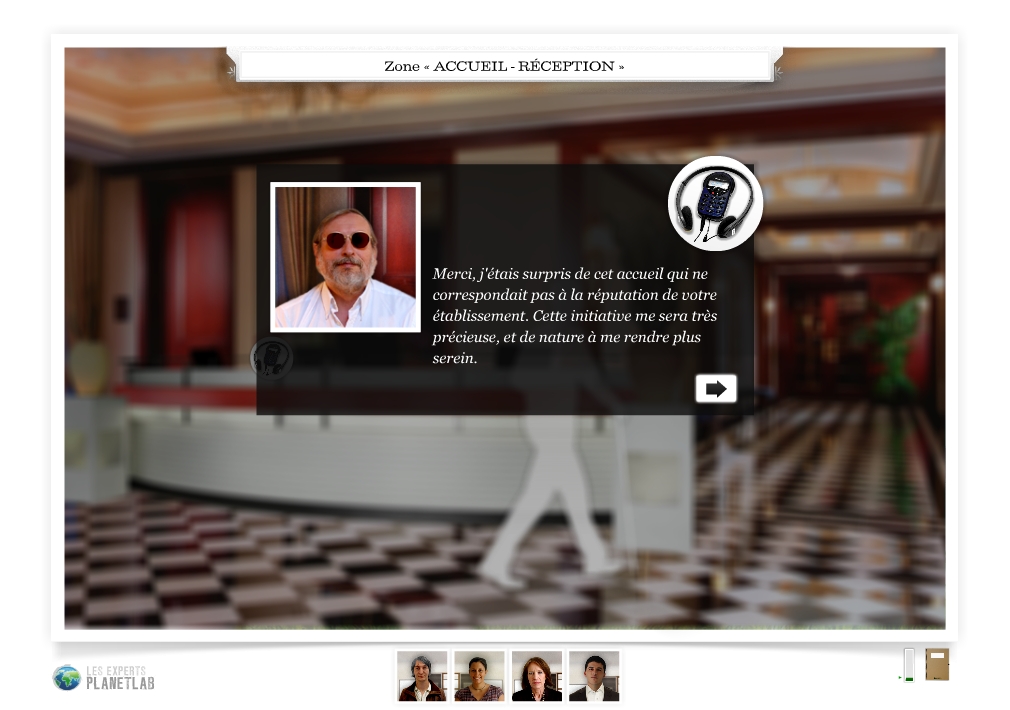 Zone « ACCUEIL - RÉCEPTION »
Merci, j'étais surpris de cet accueil qui ne
correspondait pas à la réputation de votre
établissement. Cette initiative me sera très
précieuse, et de nature à me rendre plus
serein.
LES EXPERTS
PLANETLAB